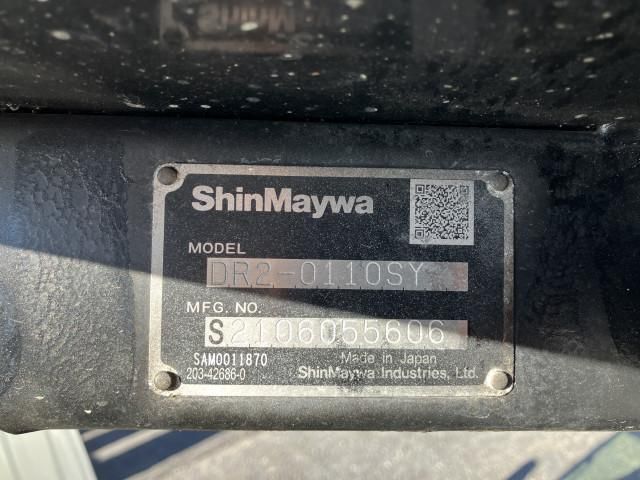 ShinMaywa
MODEL
DR2-0110SY
MFG. NO.
S2106055606
SAM0011870
203-42686-0
Made in Japan
ShinMaywa Industries, Ltd.